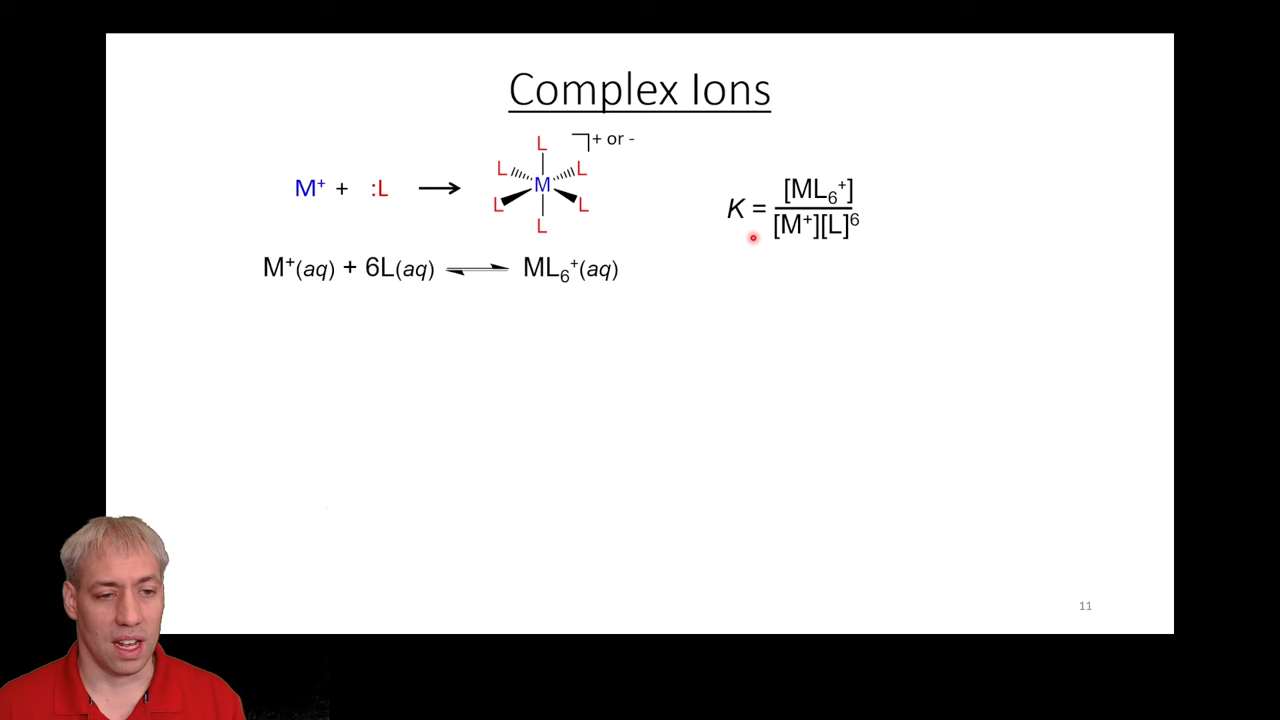 Complex Ions
M⁺ + :L ⟶
L
L L
M
L L
L
+ or -
K = [ML₆⁺]
[M⁺][L]⁶
M⁺(aq) + 6L(aq) ⇌ ML₆⁺(aq)
11